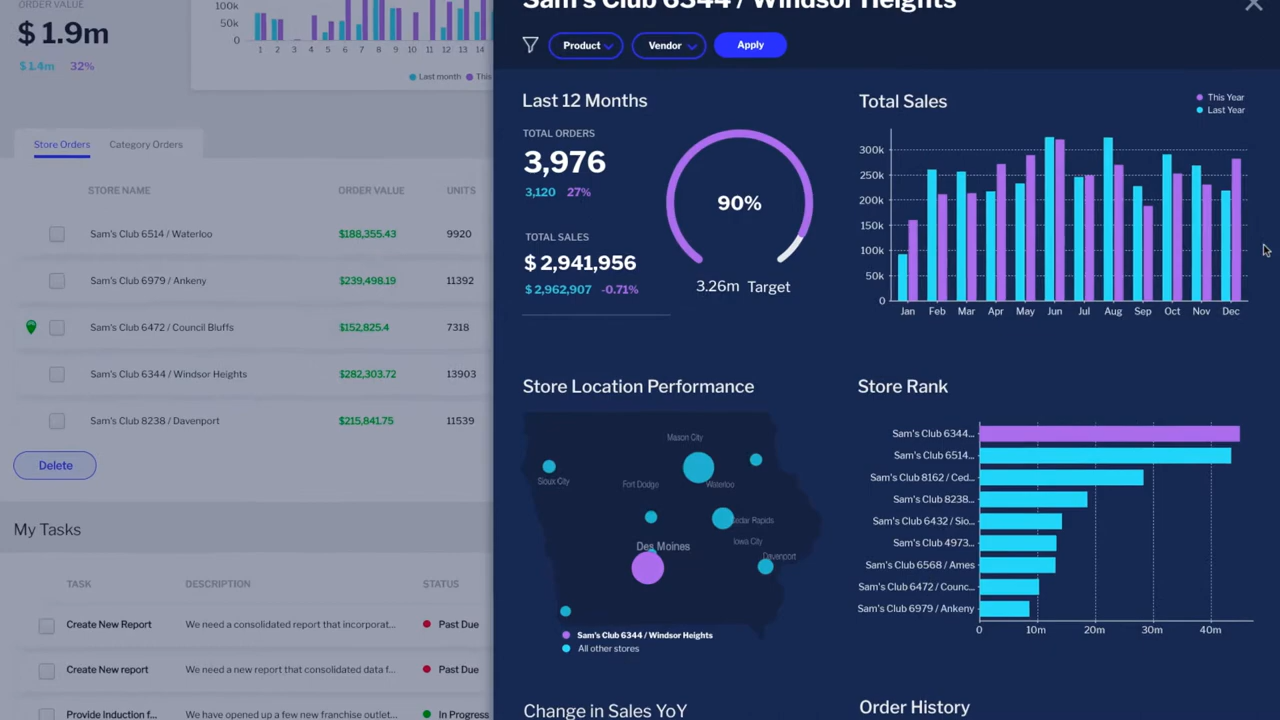 ORDER VALUE
$ 1.9m
$ 1.4m 32%
100k
50k
0
1 2 3 4 5 6 7 8 9 10 11 12 13 14
Last month
This
Store Orders
Category Orders
STORE NAME ORDER VALUE UNITS
Sam's Club 6514 / Waterloo $188,355.43 9920
Sam's Club 6979 / Ankeny $239,498.19 11392
Sam's Club 6472 / Council Bluffs $152,825.4 7318
Sam's Club 6344 / Windsor Heights $282,303.72 13903
Sam's Club 8238 / Davenport $215,841.75 11539
Delete
My Tasks
TASK DESCRIPTION STATUS
Create New Report We need a consolidated report that incorporat... Past Due
Create New report We need a new report that consolidated data f... Past Due
Provide Induction f... We have opened up a few new franchise outlet... In Progress
Sam's Club 6344 / Windsor Heights
Product
Vendor
Apply
Last 12 Months
TOTAL ORDERS
3,976
3,120 27%
TOTAL SALES
$ 2,941,956
$ 2,962,907 -0.71%
90%
3.26m Target
Total Sales
This Year
Last Year
300k
250k
200k
150k
100k
50k
0
Jan Feb Mar Apr May Jun Jul Aug Sep Oct Nov Dec
Store Location Performance
Mason City
Sioux City
Fort Dodge
Waterloo
edar Rapids
Des Moines
Iowa City
Davenport
Sam's Club 6344 / Windsor Heights
All other stores
Store Rank
Sam's Club 6344...
Sam's Club 6514...
Sam's Club 8162 / Ced...
Sam's Club 8238...
Sam's Club 6432 / Sio...
Sam's Club 4973...
Sam's Club 6568 / Ames
Sam's Club 6472 / Counc...
Sam's Club 6979 / Ankeny
0 10m 20m 30m 40m
Change in Sales YoY
Order History